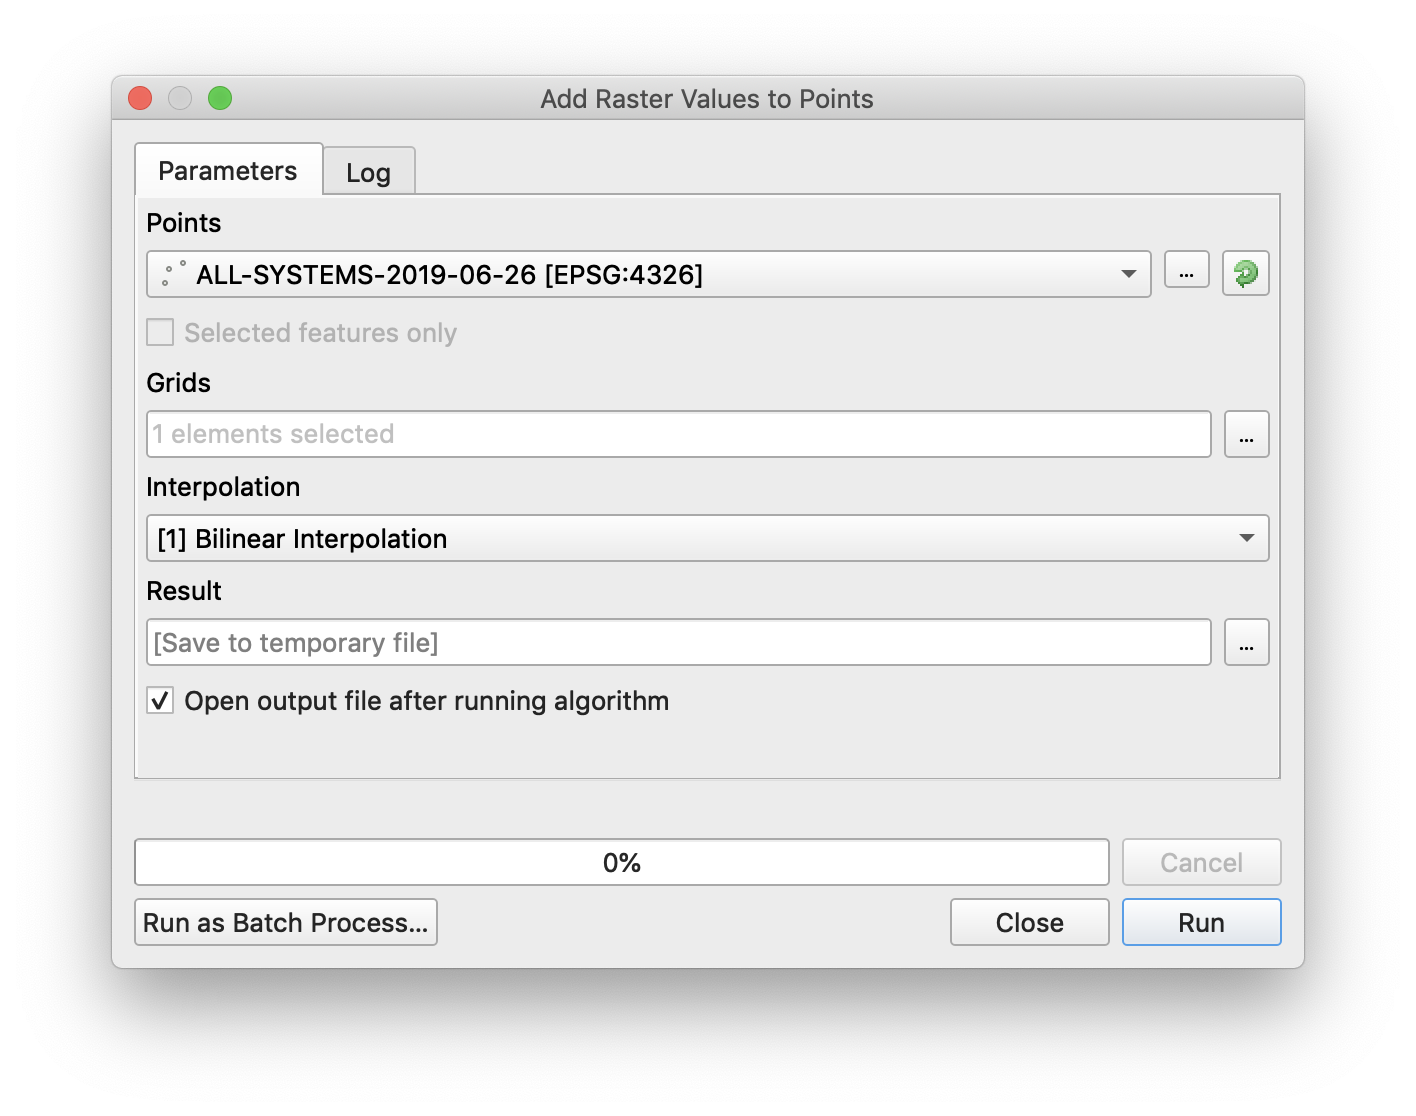 Add Raster Values to Points
Parameters
Log
Points
ALL-SYSTEMS-2019-06-26 [EPSG:4326]
...
Selected features only
Grids
1 elements selected
...
Interpolation
[1] Bilinear Interpolation
Result
[Save to temporary file]
...
Open output file after running algorithm
0%
Cancel
Run as Batch Process...
Close
Run